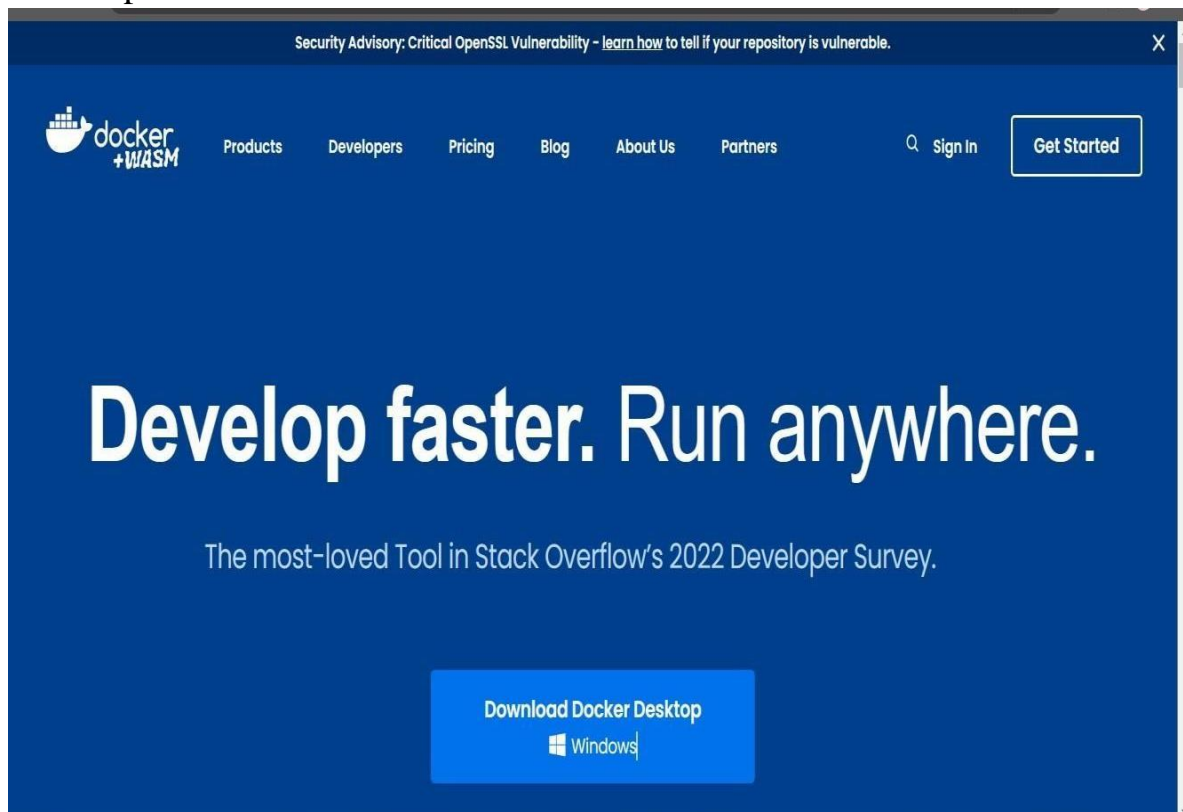 Security Advisory: Critical OpenSSL Vulnerability - learn how to tell if your repository is vulnerable.
X
docker
+WASM
Products Developers Pricing Blog About Us Partners Sign In Get Started
Develop faster. Run anywhere.
The most-loved Tool in Stack Overflow's 2022 Developer Survey.
Download Docker Desktop
Windows